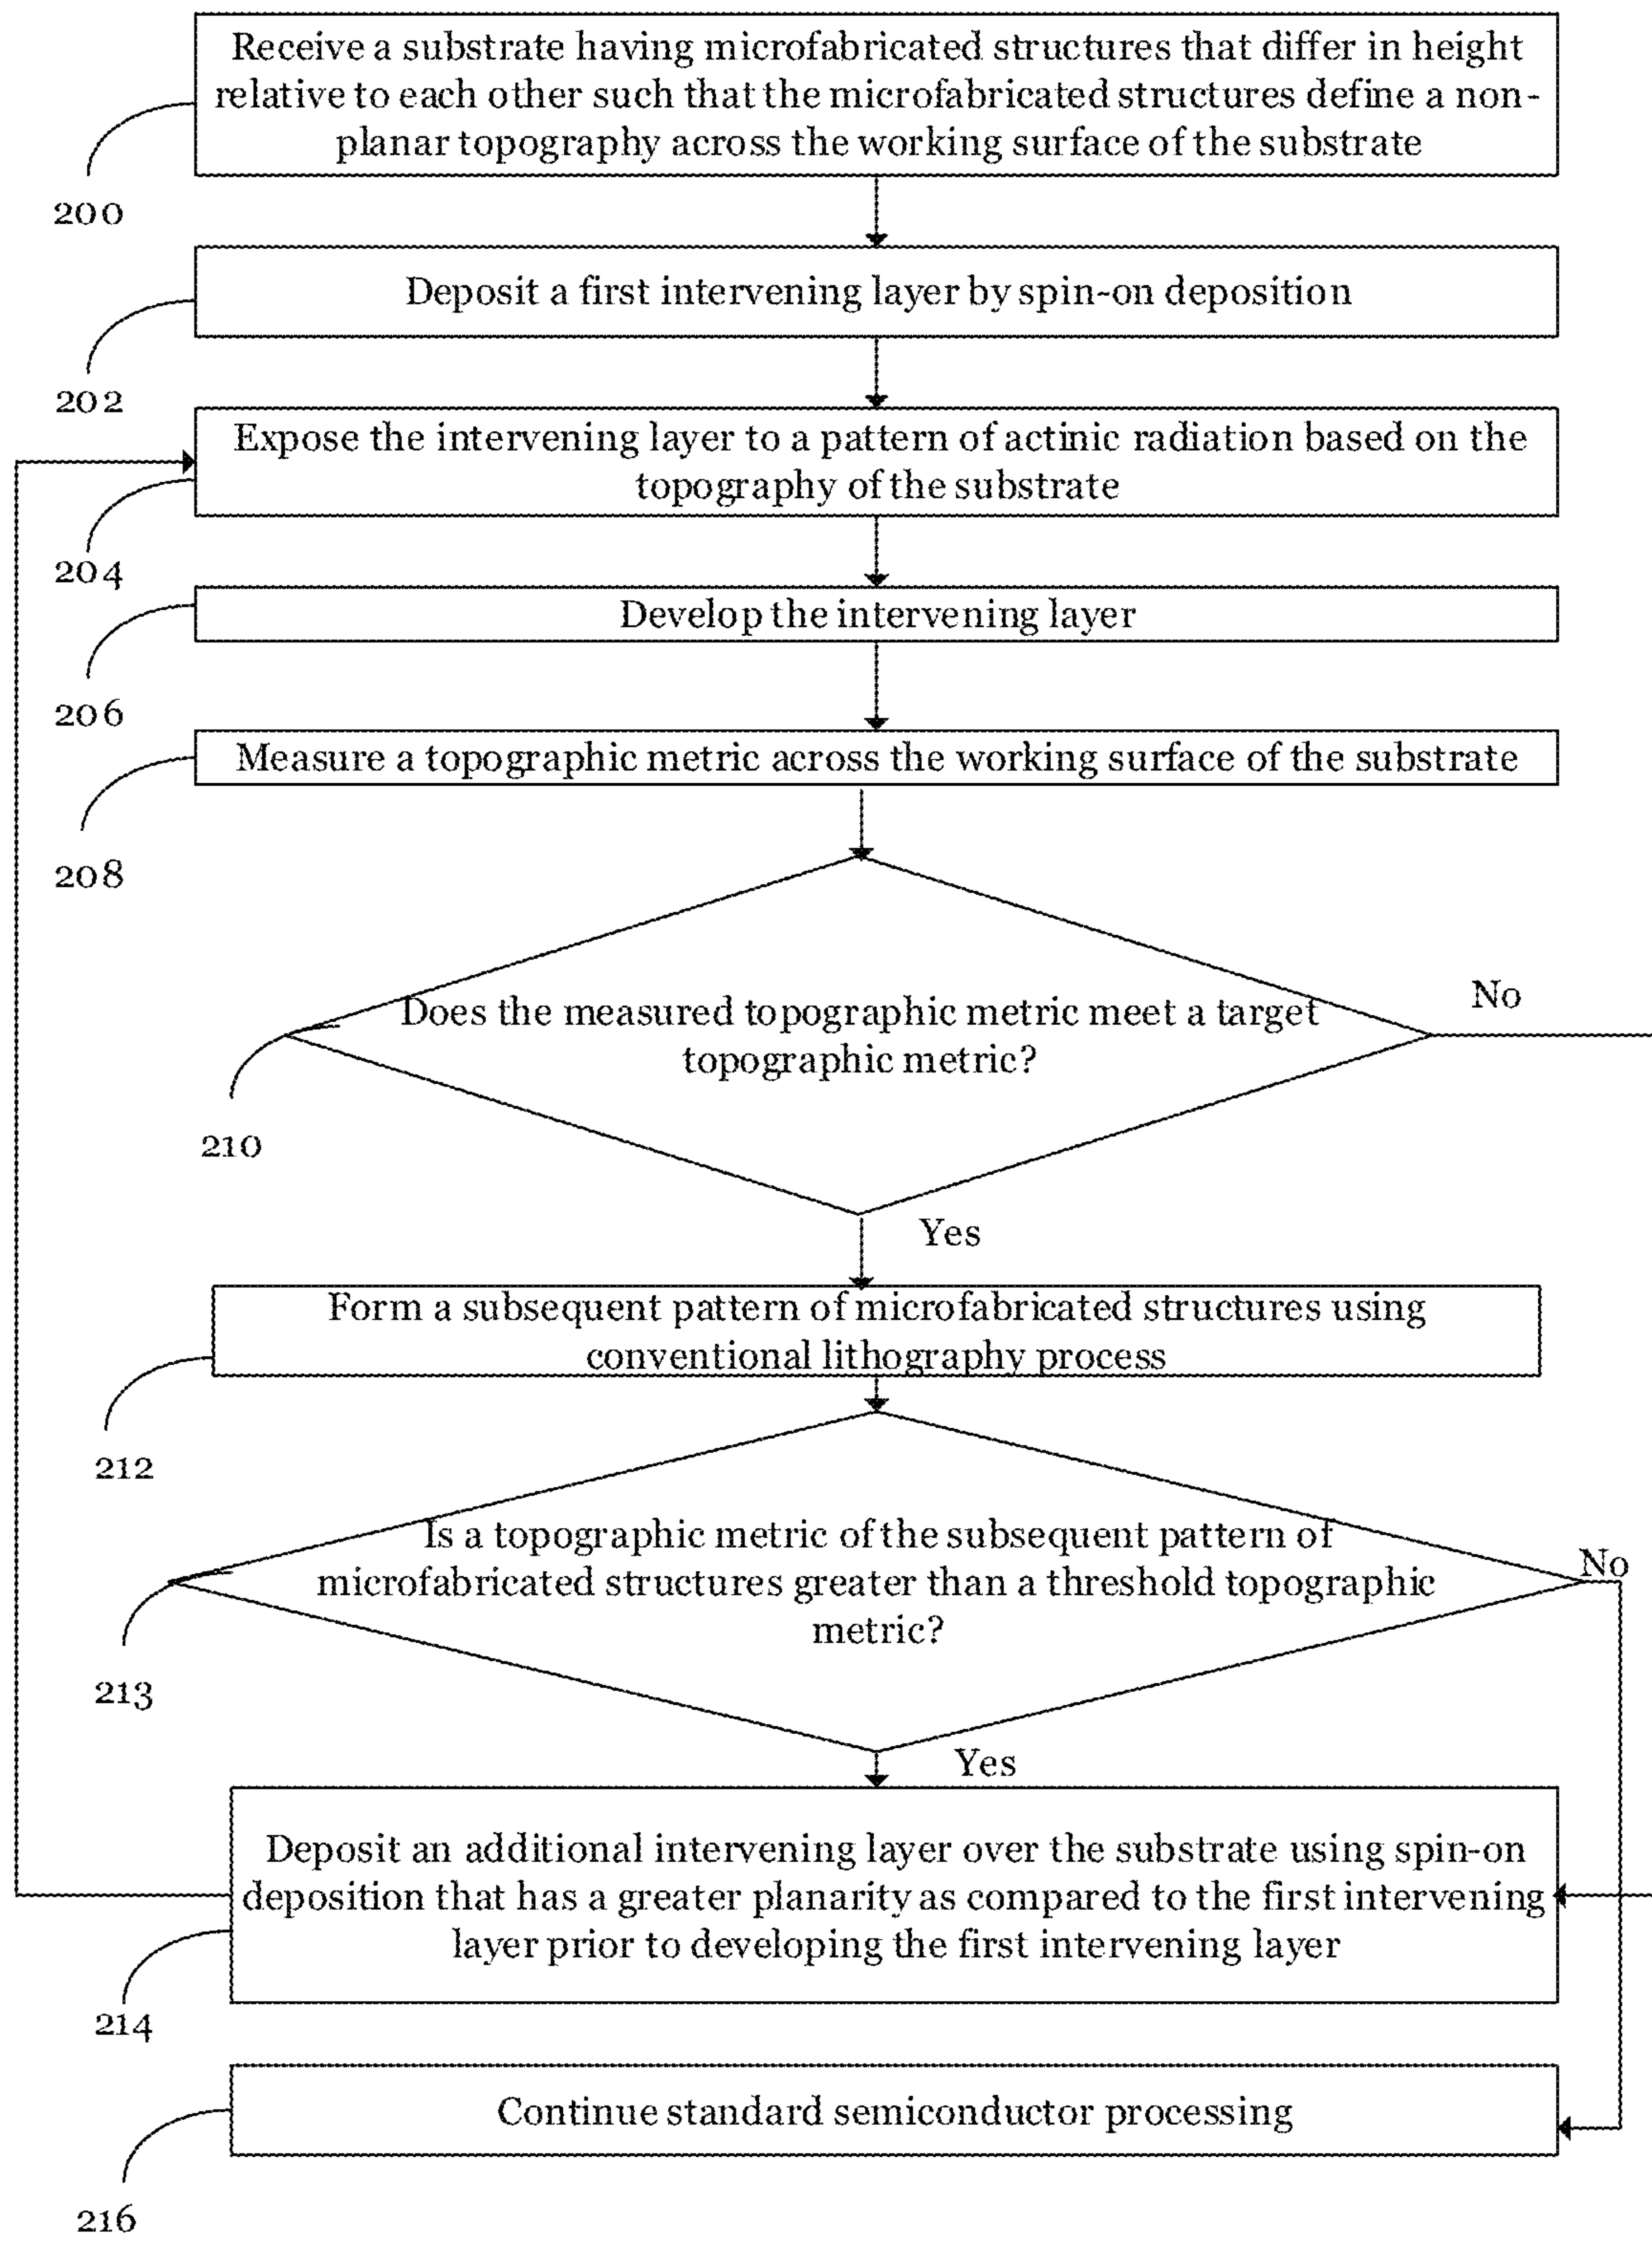 Receive a substrate having microfabricated structures that differ in height
relative to each other such that the microfabricated structures define a non-
planar topography across the working surface of the substrate
200
Deposit a first intervening layer by spin-on deposition
202
Expose the intervening layer to a pattern of actinic radiation based on the
topography of the substrate
204
Develop the intervening layer
206
Measure a topographic metric across the working surface of the substrate
208
Does the measured topographic metric meet a target
topographic metric?
No
210
Yes
Form a subsequent pattern of microfabricated structures using
conventional lithography process
212
Is a topographic metric of the subsequent pattern of
microfabricated structures greater than a threshold topographic
metric?
No
213
Yes
Deposit an additional intervening layer over the substrate using spin-on
deposition that has a greater planarity as compared to the first intervening
layer prior to developing the first intervening layer
214
Continue standard semiconductor processing
216